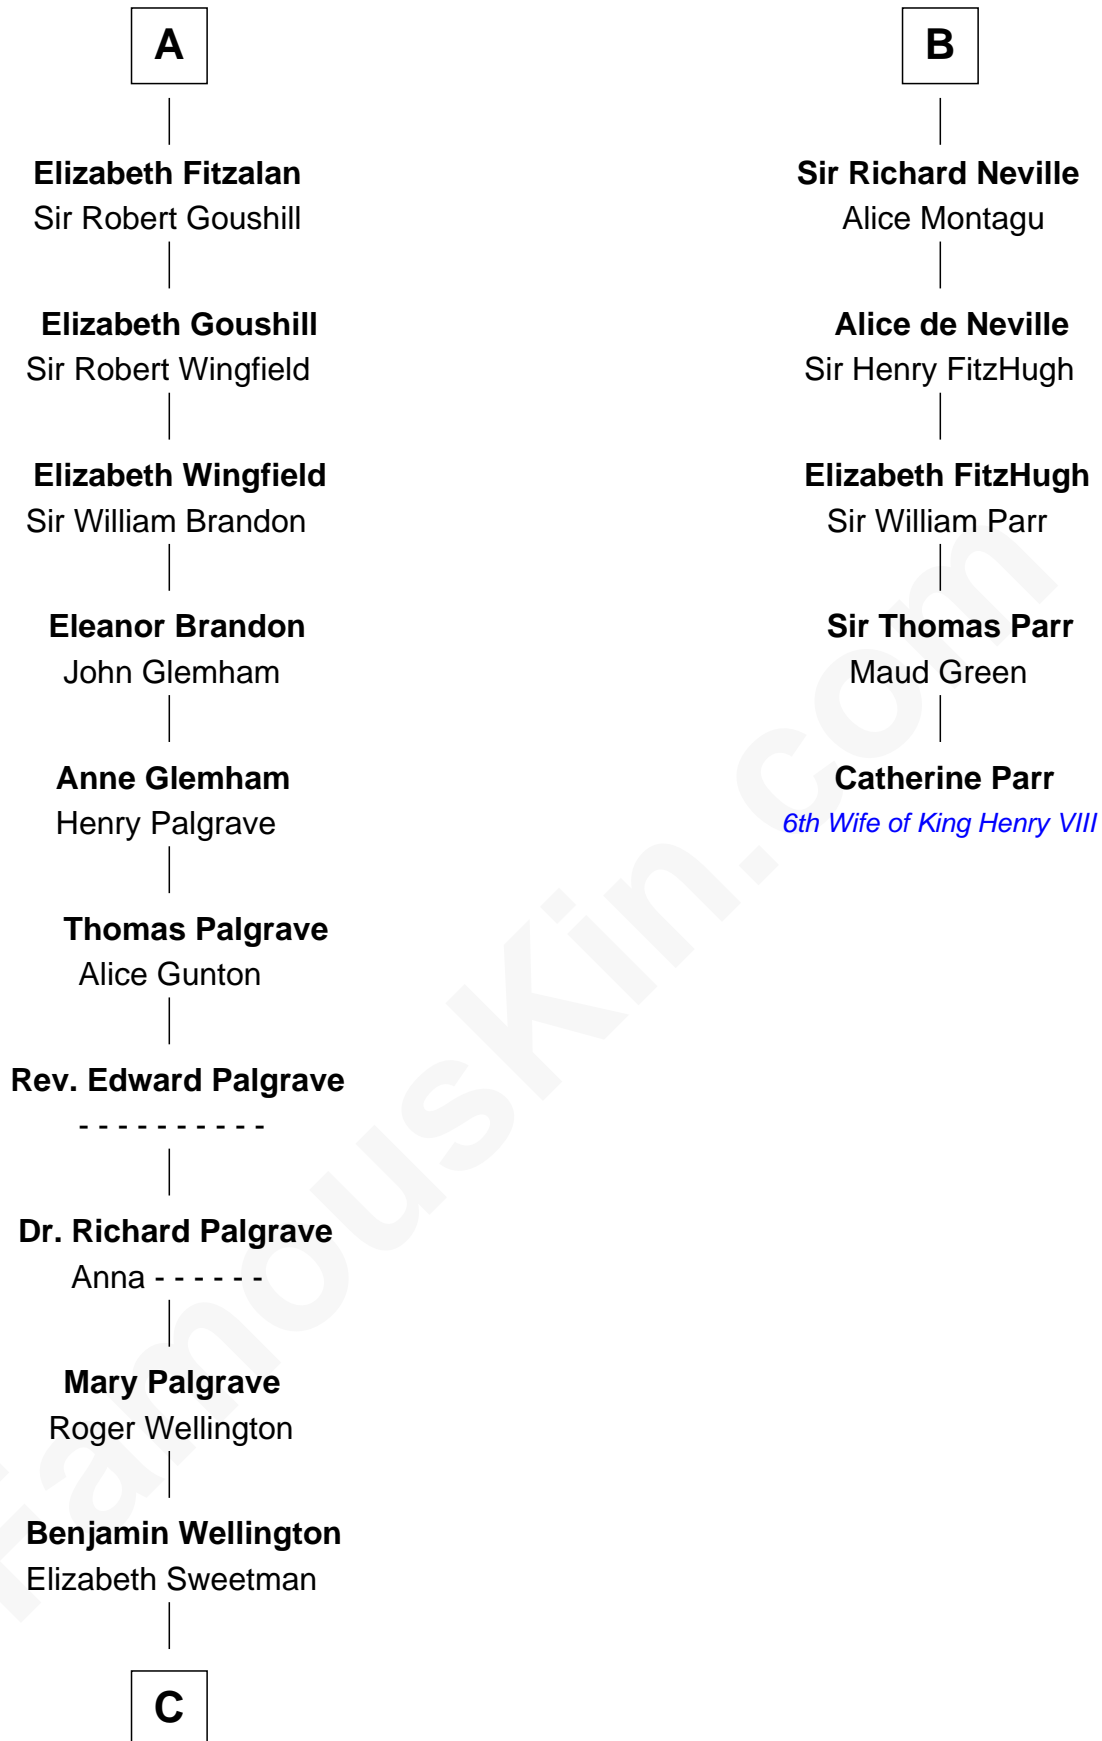 A
Elizabeth Fitzalan
Sir Robert Goushill
Elizabeth Goushill
Sir Robert Wingfield
Elizabeth Wingfield
Sir William Brandon
Eleanor Brandon
John Glemham
Anne Glemham
Henry Palgrave
Thomas Palgrave
Alice Gunton
Rev. Edward Palgrave
- - - - - - - - - -
Dr. Richard Palgrave
Anna - - - - - -
Mary Palgrave
Roger Wellington
Benjamin Wellington
Elizabeth Sweetman
C
B
Sir Richard Neville
Alice Montagu
Alice de Neville
Sir Henry FitzHugh
Elizabeth FitzHugh
Sir William Parr
Sir Thomas Parr
Maud Green
Catherine Parr
6th Wife of King Henry VIII
FamousKin.com